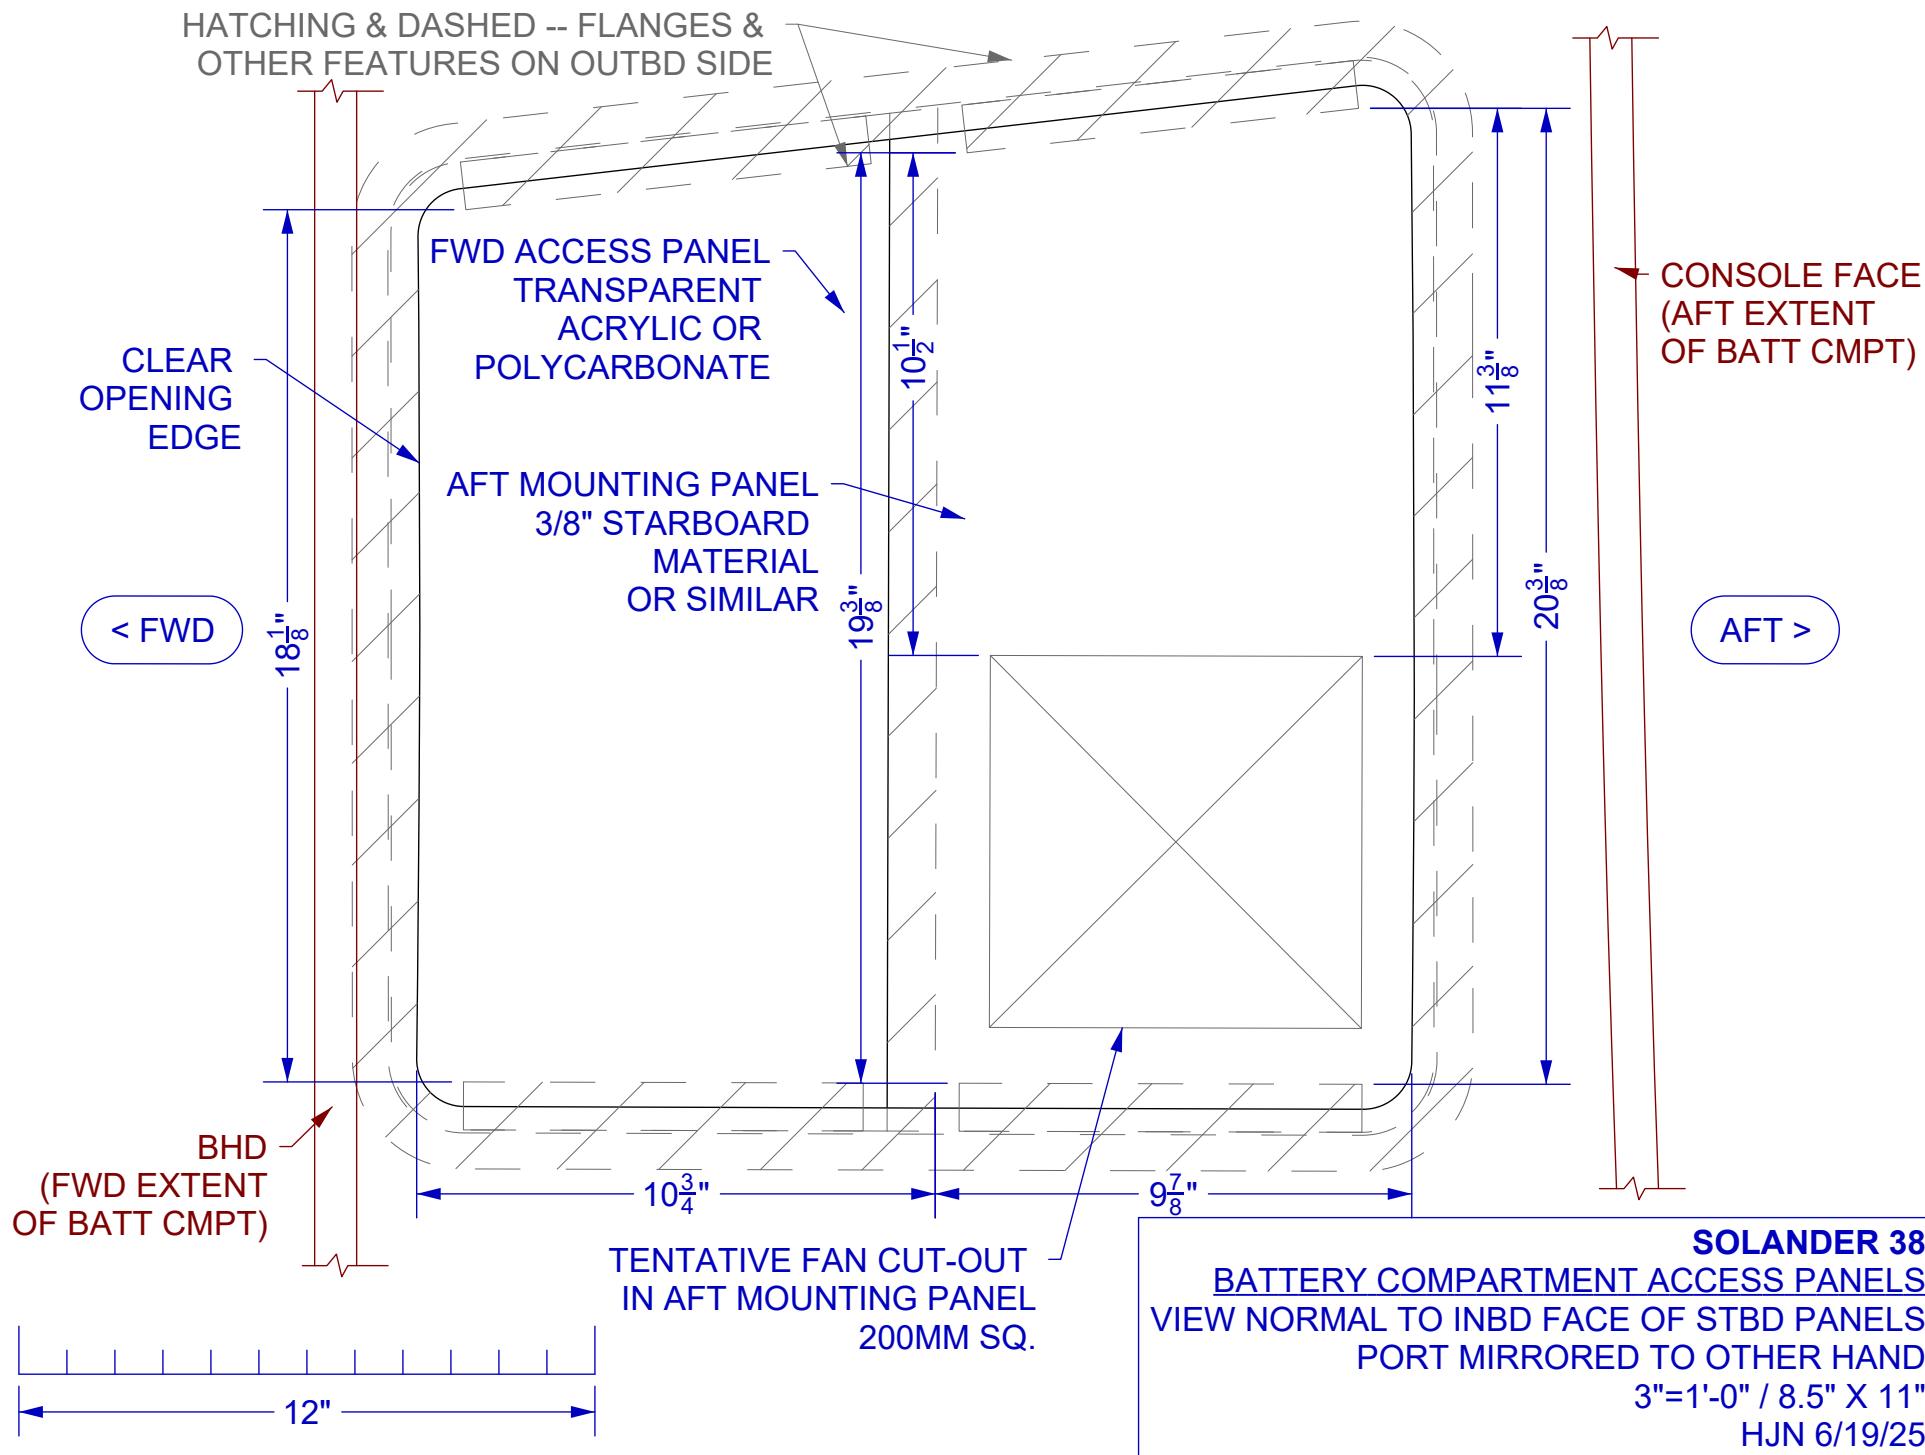 HATCHING & DASHED -- FLANGES &
OTHER FEATURES ON OUTBD SIDE
FWD ACCESS PANEL
TRANSPARENT
ACRYLIC OR
POLYCARBONATE
CLEAR
OPENING
EDGE
AFT MOUNTING PANEL
3/8" STARBOARD
MATERIAL
OR SIMILAR
CONSOLE FACE
(AFT EXTENT
OF BATT CMPT)
< FWD
AFT >
18 1/8"
19 3/8"
10 1/2"
11 3/8"
20 3/8"
BHD
(FWD EXTENT
OF BATT CMPT)
10 3/4"
9 7/8"
TENTATIVE FAN CUT-OUT
IN AFT MOUNTING PANEL
200MM SQ.
12"
SOLANDER 38
BATTERY COMPARTMENT ACCESS PANELS
VIEW NORMAL TO INBD FACE OF STBD PANELS
PORT MIRRORED TO OTHER HAND
3"=1'-0" / 8.5" X 11"
HJN 6/19/25